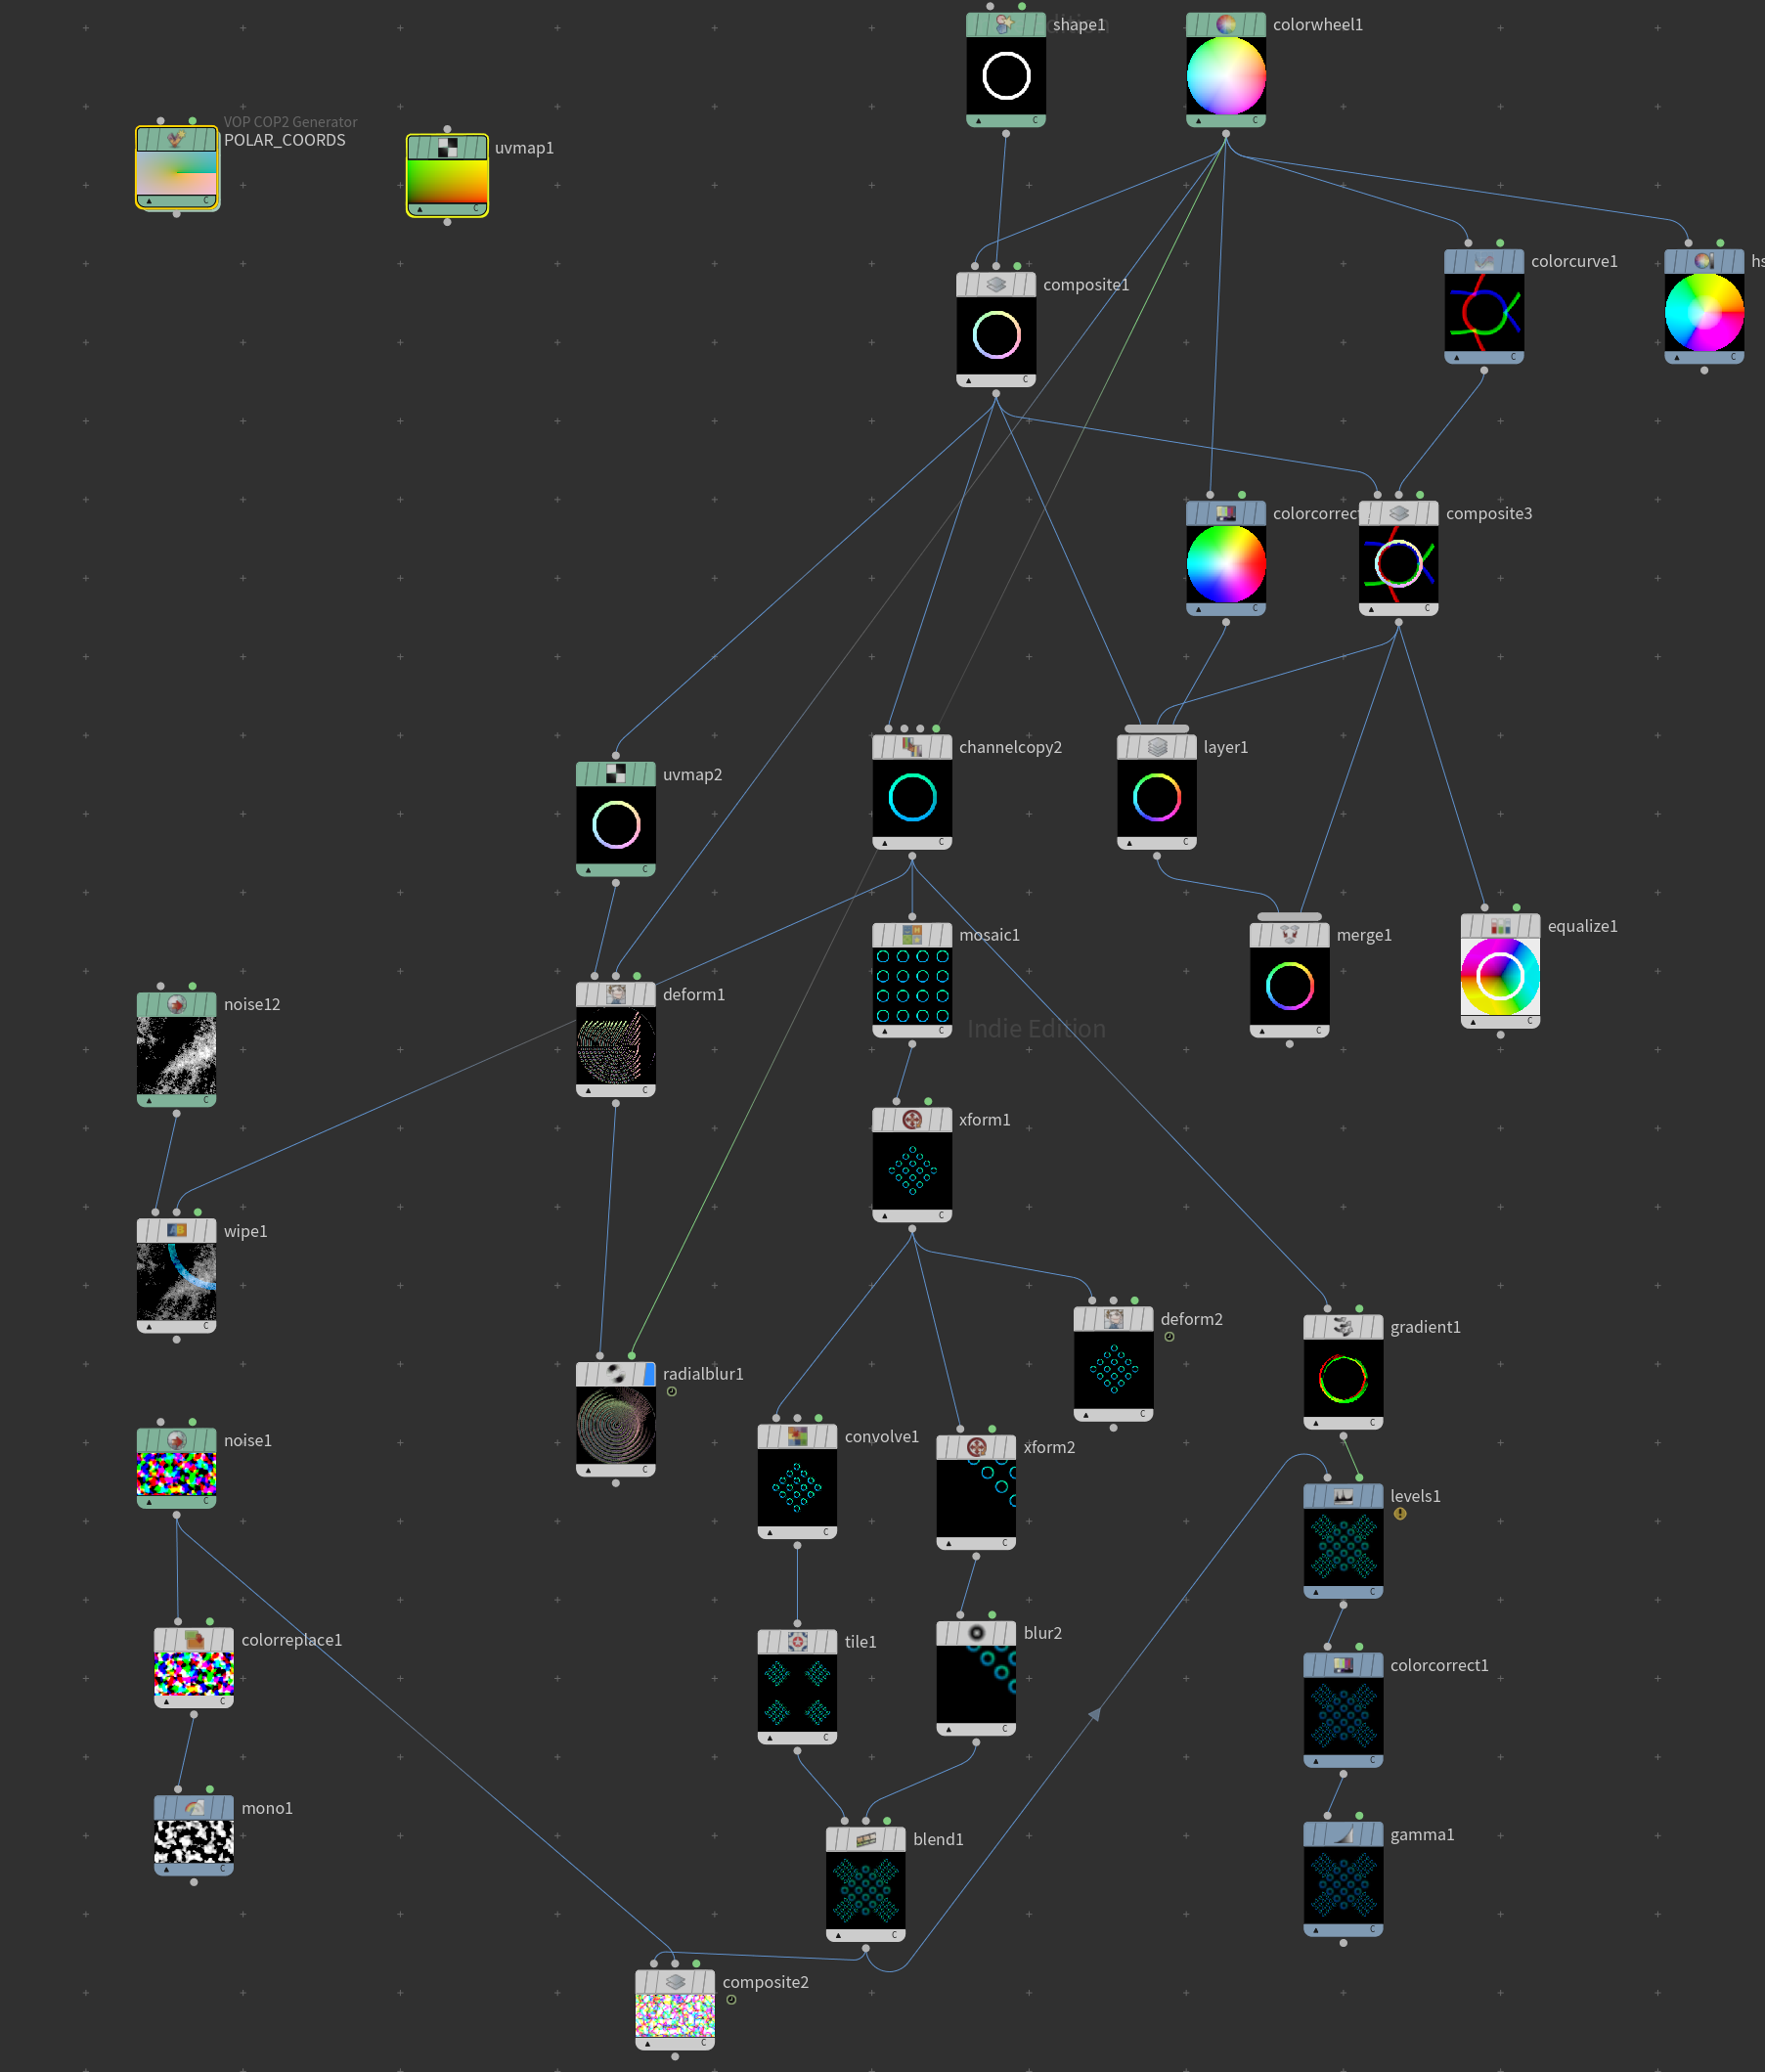 dition
shape1
colorwheel1
VOP COP2 Generator
POLAR_COORDS
uvmap1
composite1
colorcurve1
hs
colorcorrec
composite3
uvmap2
channelcopy2
layer1
mosaic1
merge1
equalize1
deform1
noise12
Indie Edition
xform1
wipe1
deform2
gradient1
radialblur1
noise1
convolve1
xform2
levels1
colorreplace1
tile1
blur2
colorcorrect1
mono1
blend1
gamma1
composite2